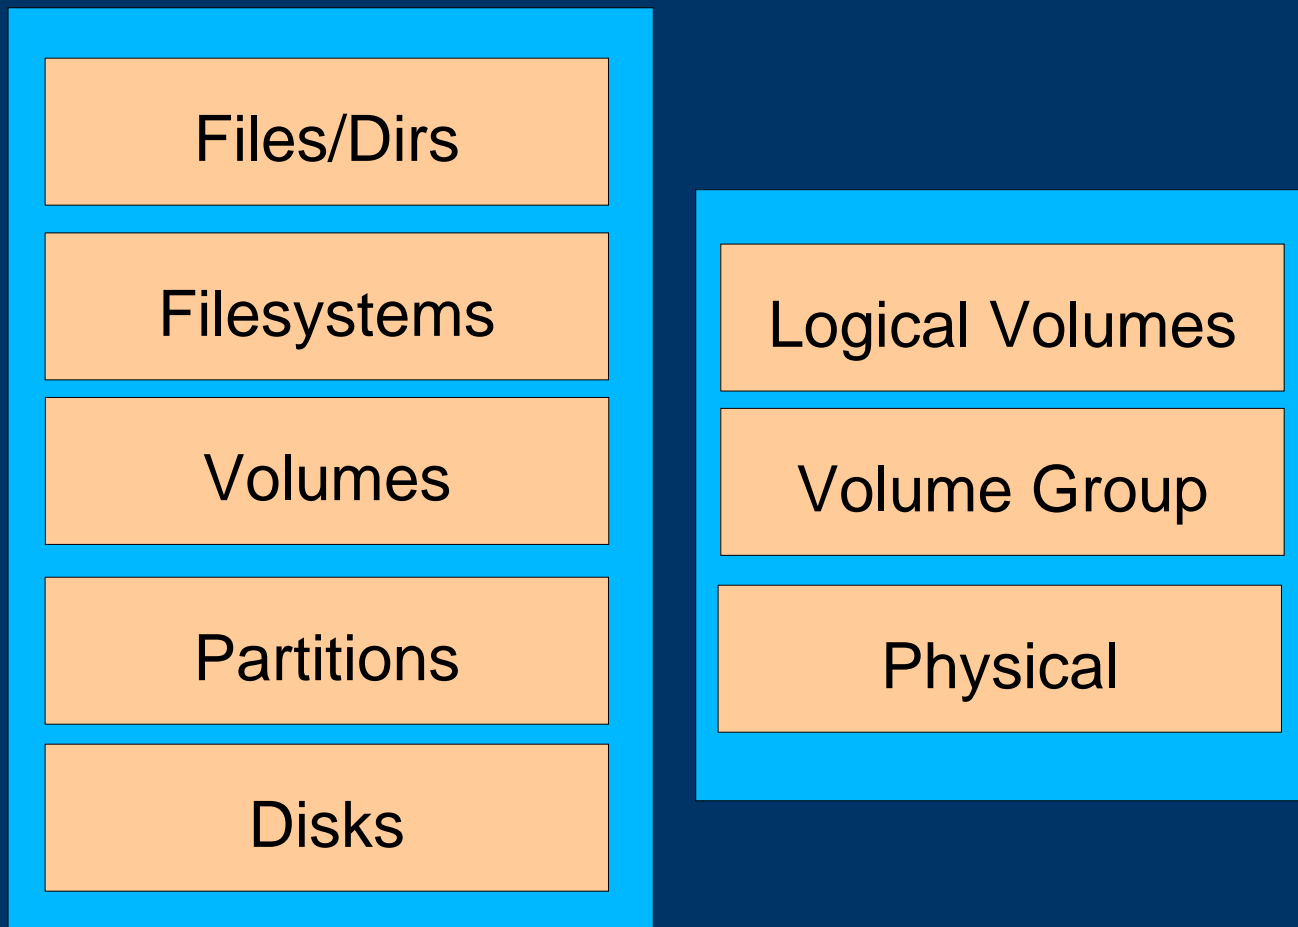 Files/Dirs
Filesystems
Volumes
Partitions
Disks
Logical Volumes
Volume Group
Physical